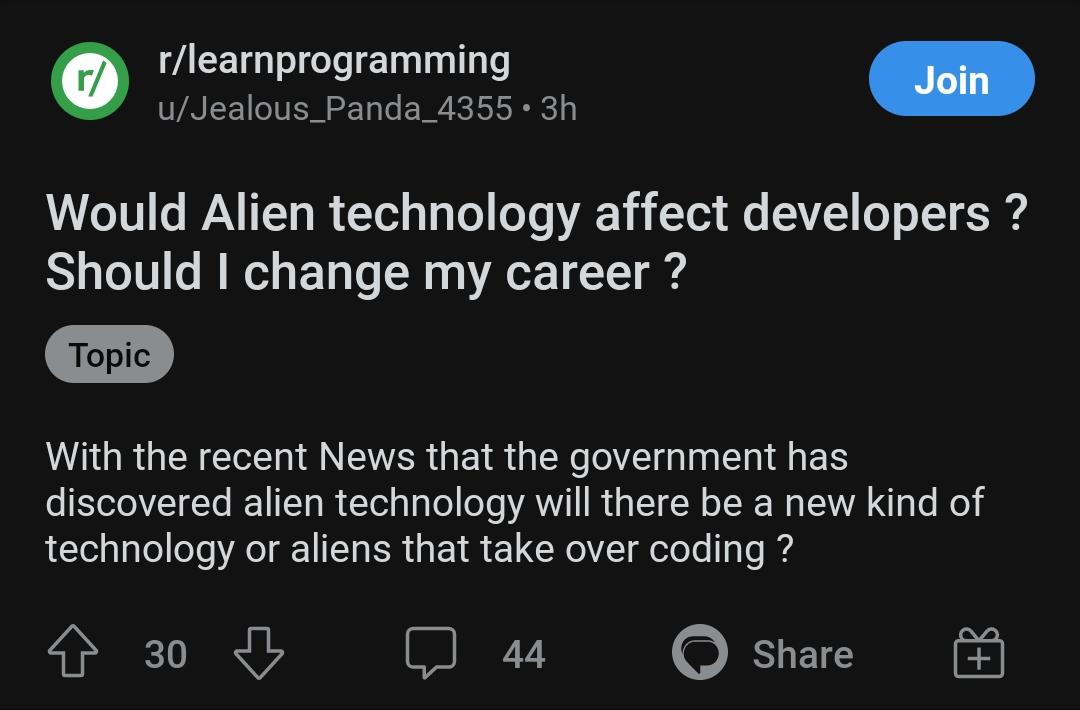 r/
r/learnprogramming
u/Jealous_Panda_4355 • 3h
Join
Would Alien technology affect developers ?
Should I change my career ?
Topic
With the recent News that the government has
discovered alien technology will there be a new kind of
technology or aliens that take over coding ?
30
44
Share